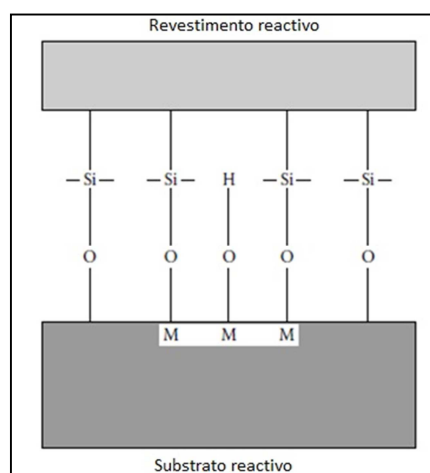 Revestimento reactivo
—Si— —Si— H —Si— —Si—
O O O O O
M M M
Substrato reactivo